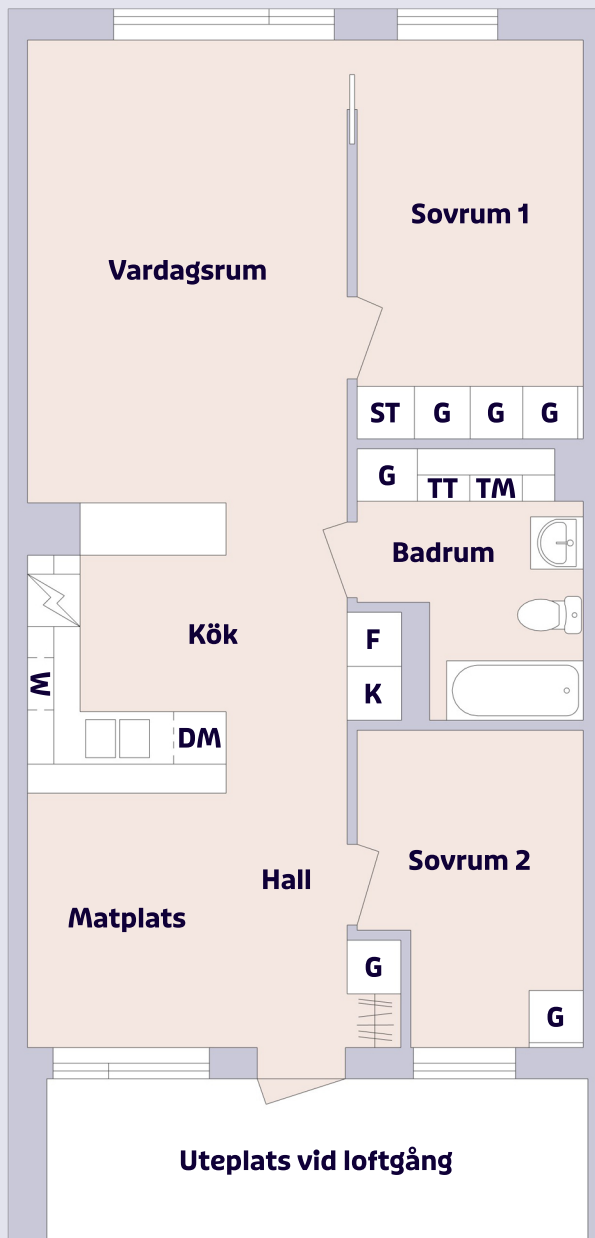 Sovrum 1
Vardagsrum
ST G G G
G TT TM
Badrum
Kök
F
K
W
DM
Sovrum 2
Hall
Matplats
G
G
Uteplats vid loftgång